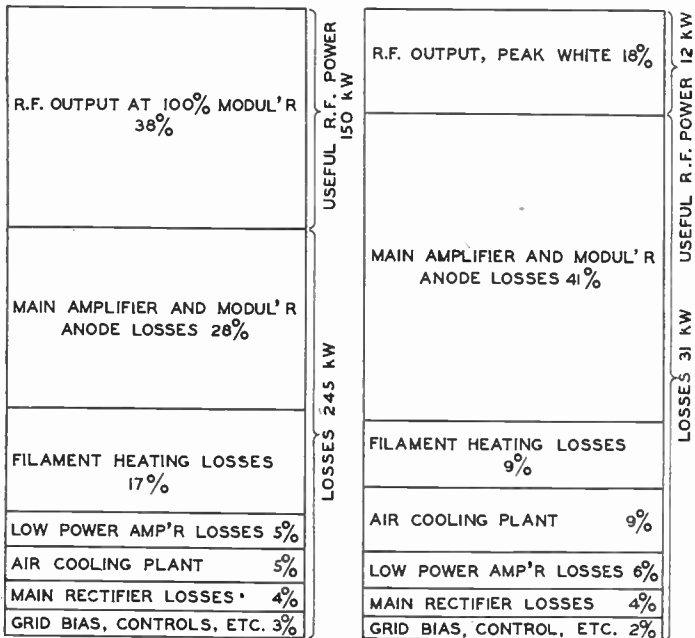 R.F. OUTPUT AT 100% MODUL'R
38%
MAIN AMPLIFIER AND MODUL'R
ANODE LOSSES 28%
FILAMENT HEATING LOSSES
17%
LOW POWER AMP'R LOSSES 5%
AIR COOLING PLANT 5%
MAIN RECTIFIER LOSSES 4%
GRID BIAS, CONTROLS, ETC. 3%
USEFUL R.F. POWER
150 KW
LOSSES 245 KW
R.F. OUTPUT, PEAK WHITE 18%
MAIN AMPLIFIER AND MODUL'R
ANODE LOSSES 41%
FILAMENT HEATING LOSSES
9%
AIR COOLING PLANT 9%
LOW POWER AMP'R LOSSES 6%
MAIN RECTIFIER LOSSES 4%
GRID BIAS, CONTROL, ETC. 2%
USEFUL R.F. POWER 12 KW
LOSSES 31 KW